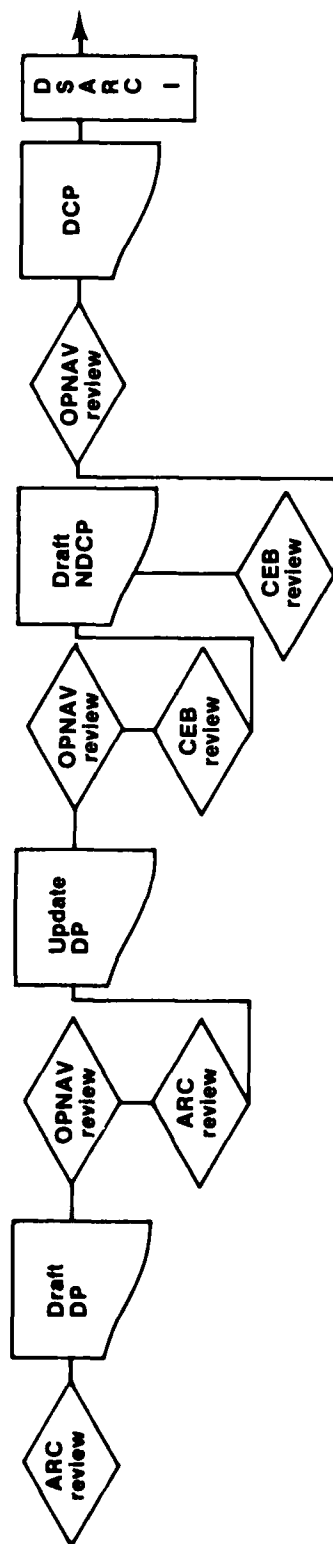 ARC
review
Draft
DP
OPNAV
review
ARC
review
Update
DP
OPNAV
review
CEB
review
Draft
NDCP
CEB
review
OPNAV
review
DCP
D
S
A
R
C
I